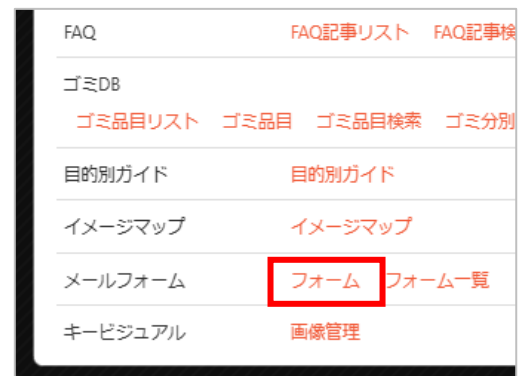 FAQ FAQ記事リスト FAQ記事検
ゴミDB
ゴミ品目リスト ゴミ品目 ゴミ品目検索 ゴミ分別
目的別ガイド 目的別ガイド
イメージマップ イメージマップ
メールフォーム フォーム フォーム一覧
キービジュアル 画像管理